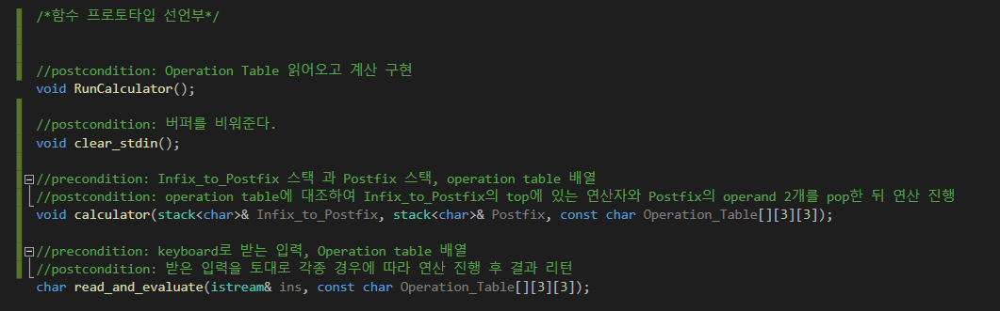 /*함수 프로토타입 선언부*/
//postcondition: Operation Table 읽어오고 계산 구현
void RunCalculator();
//postcondition: 버퍼를 비워준다.
void clear_stdin();
//precondition: Infix_to_Postfix 스택 과 Postfix 스택, operation table 배열
//postcondition: operation table에 대조하여 Infix_to_Postfix의 top에 있는 연산자와 Postfix의 operand 2개를 pop한 뒤 연산 진행
void calculator(stack<char>& Infix_to_Postfix, stack<char>& Postfix, const char Operation_Table[][3][3]);
//precondition: keyboard로 받는 입력, Operation table 배열
//postcondition: 받은 입력을 토대로 각종 경우에 따라 연산 진행 후 결과 리턴
char read_and_evaluate(istream& ins, const char Operation_Table[][3][3]);